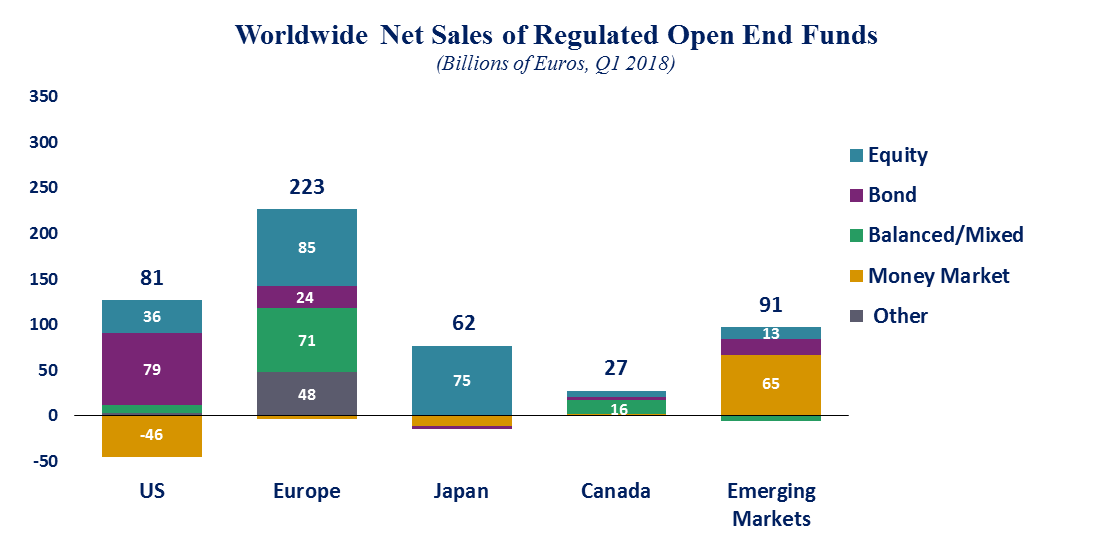 Worldwide Net Sales of Regulated Open End Funds
(Billions of Euros, Q1 2018)
350
300
250
200
150
100
50
0
-50
81
36
79
-46
223
85
24
71
48
62
75
27
16
91
13
65
US
Europe
Japan
Canada
Emerging
Markets
Equity
Bond
Balanced/Mixed
Money Market
Other